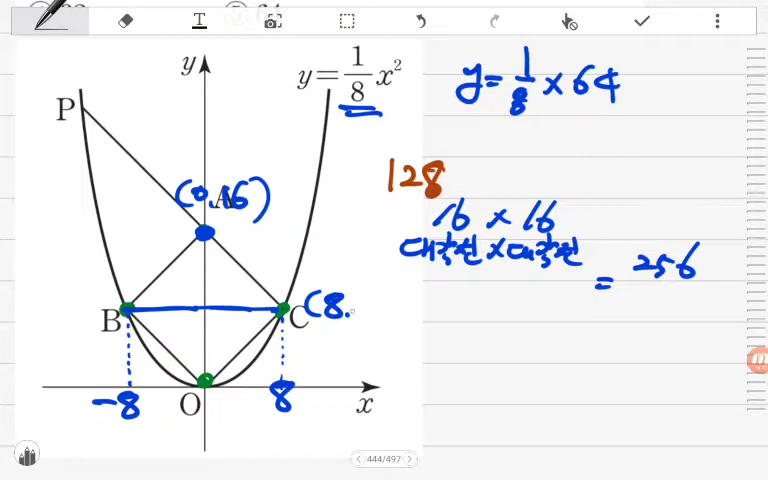 y = 1/8 x²
y = 1/8 × 64
P
y
(0,16)
A
128
16 × 16
대각선 × 대각선
= 256
B
C
(8.
-8
O
8
x
444/497